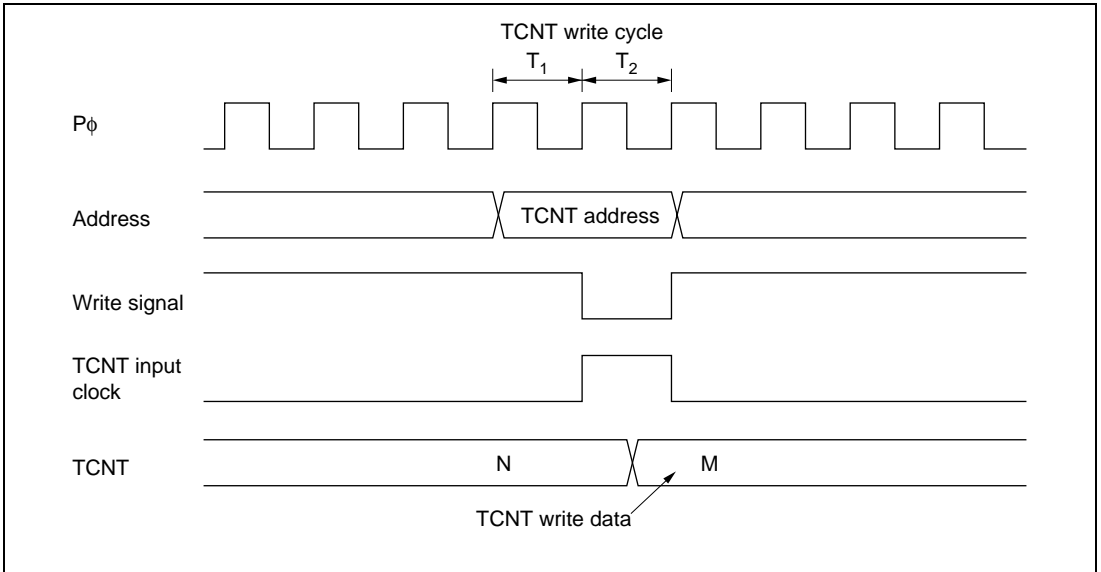 TCNT write cycle
T₁ T₂
Pϕ
Address
TCNT address
Write signal
TCNT input
clock
TCNT
N
M
TCNT write data